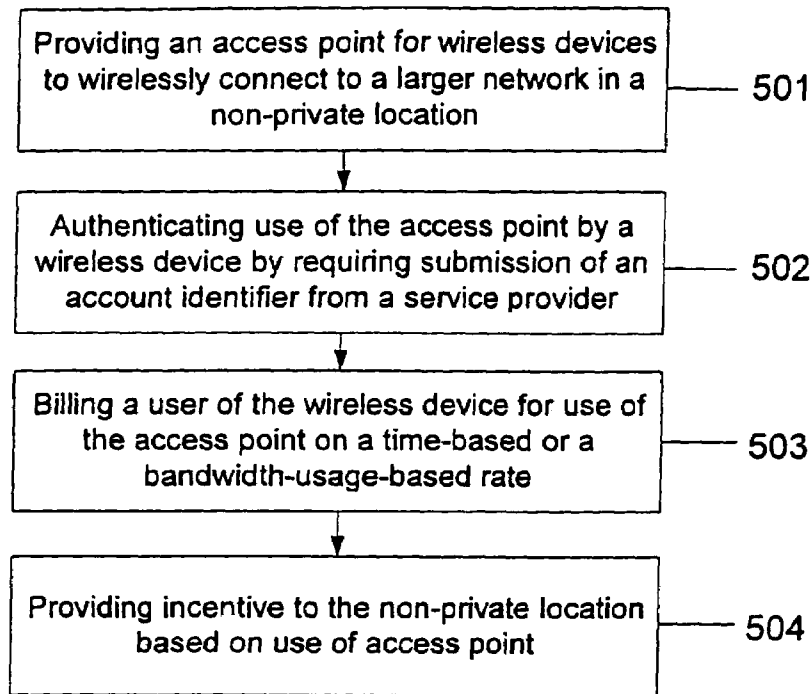 Providing an access point for wireless devices
to wirelessly connect to a larger network in a
non-private location
501
Authenticating use of the access point by a
wireless device by requiring submission of an
account identifier from a service provider
502
Billing a user of the wireless device for use of
the access point on a time-based or a
bandwidth-usage-based rate
503
Providing incentive to the non-private location
based on use of access point
504